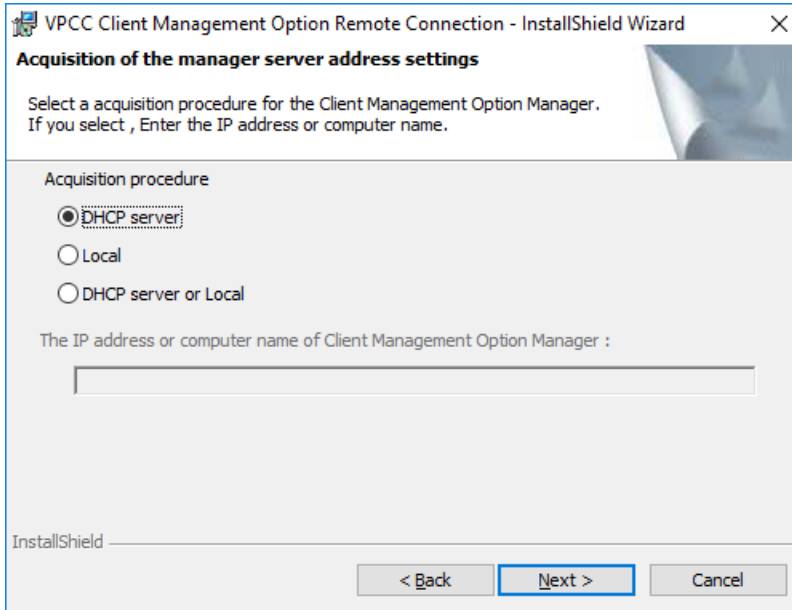 VPCC Client Management Option Remote Connection - InstallShield Wizard
Acquisition of the manager server address settings
Select a acquisition procedure for the Client Management Option Manager.
If you select , Enter the IP address or computer name.
Acquisition procedure
DHCP server
Local
DHCP server or Local
The IP address or computer name of Client Management Option Manager :
InstallShield
< Back Next > Cancel